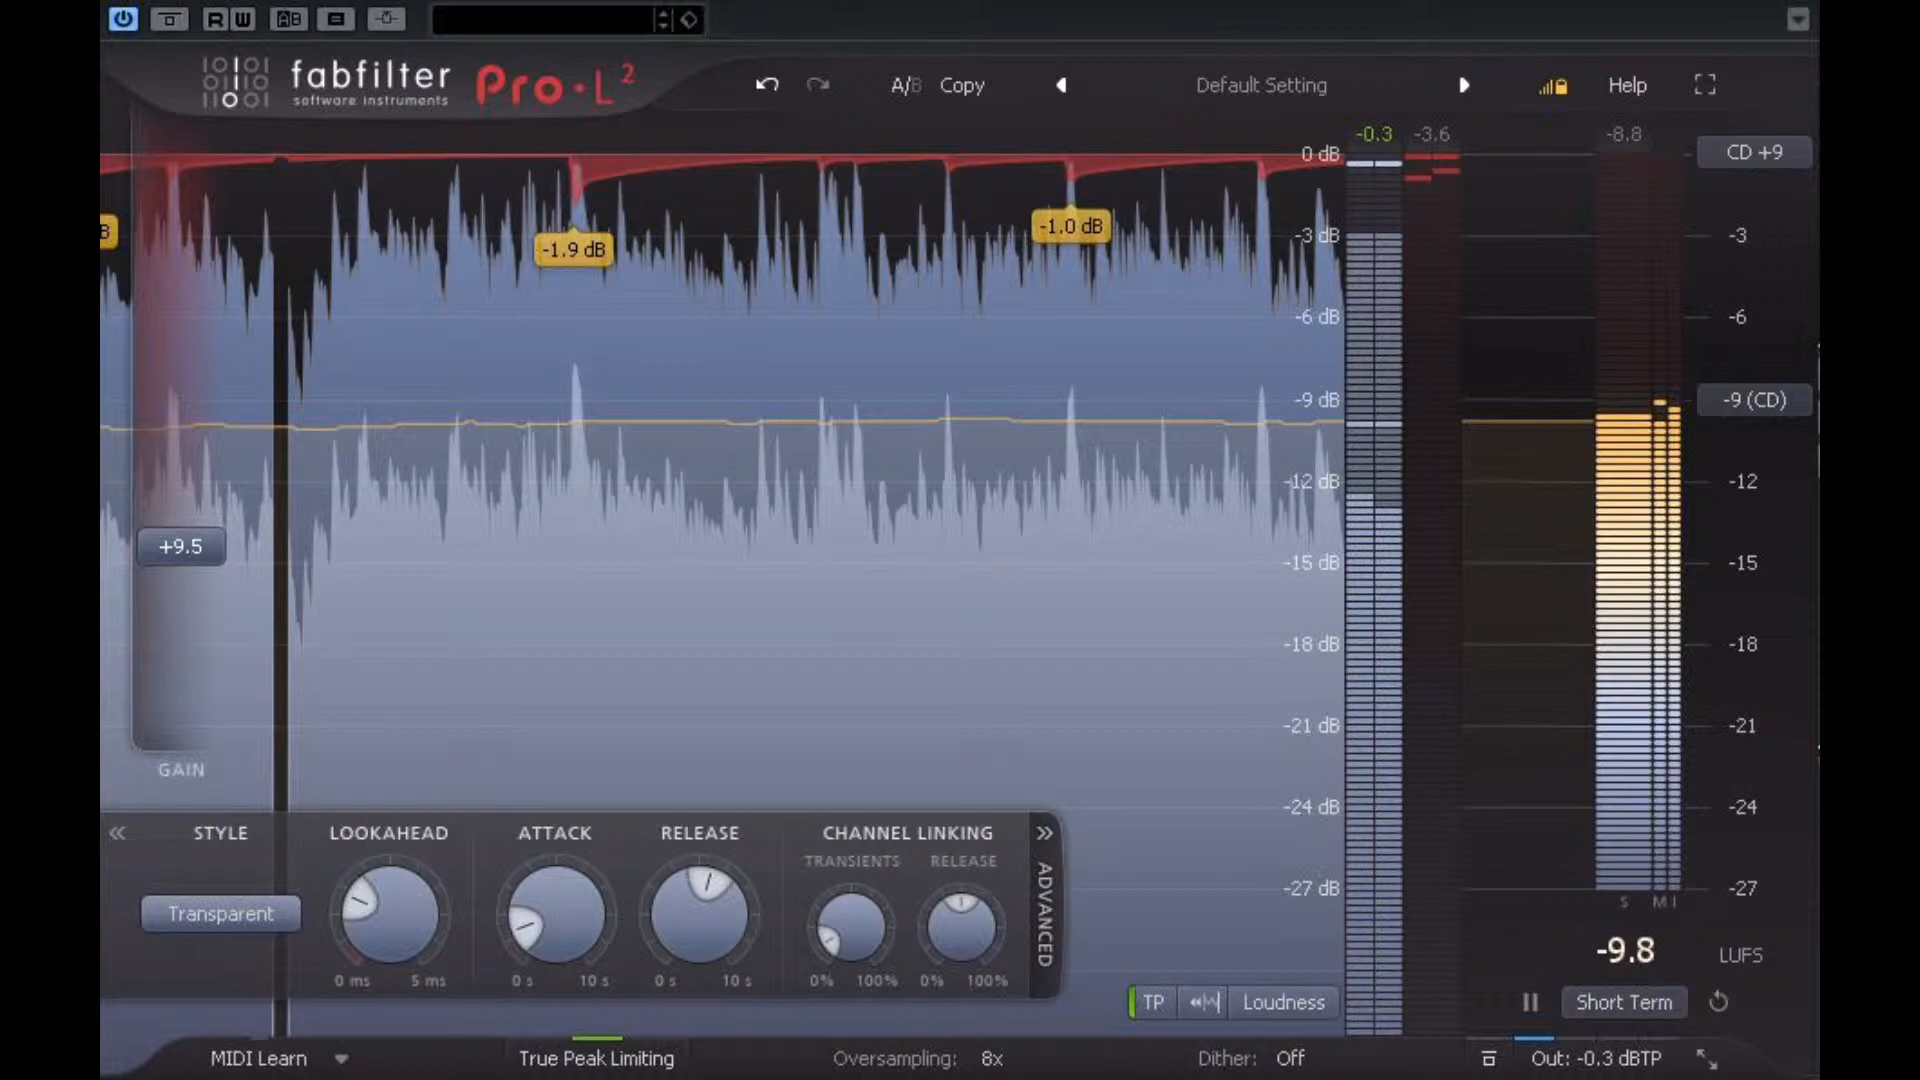 R W AB
fabfilter
software instruments
Pro·L 2
A/B Copy
Default Setting
Help
-0.3 -3.6 -8.8
CD +9
0 dB
-3 dB
-6 dB
-9 dB
-12 dB
-15 dB
-18 dB
-21 dB
-24 dB
-27 dB
B
-1.9 dB
-1.0 dB
-3
-6
-9 (CD)
-12
-15
-18
-21
-24
-27
+9.5
GAIN
S M I
-9.8 LUFS
Short Term
STYLE LOOKAHEAD ATTACK RELEASE CHANNEL LINKING
TRANSIENTS RELEASE
Transparent
ADVANCED
0 ms 5 ms 0 s 10 s 0 s 10 s 0% 100% 0% 100%
TP Loudness
MIDI Learn True Peak Limiting Oversampling: 8x Dither: Off Out: -0.3 dBTP